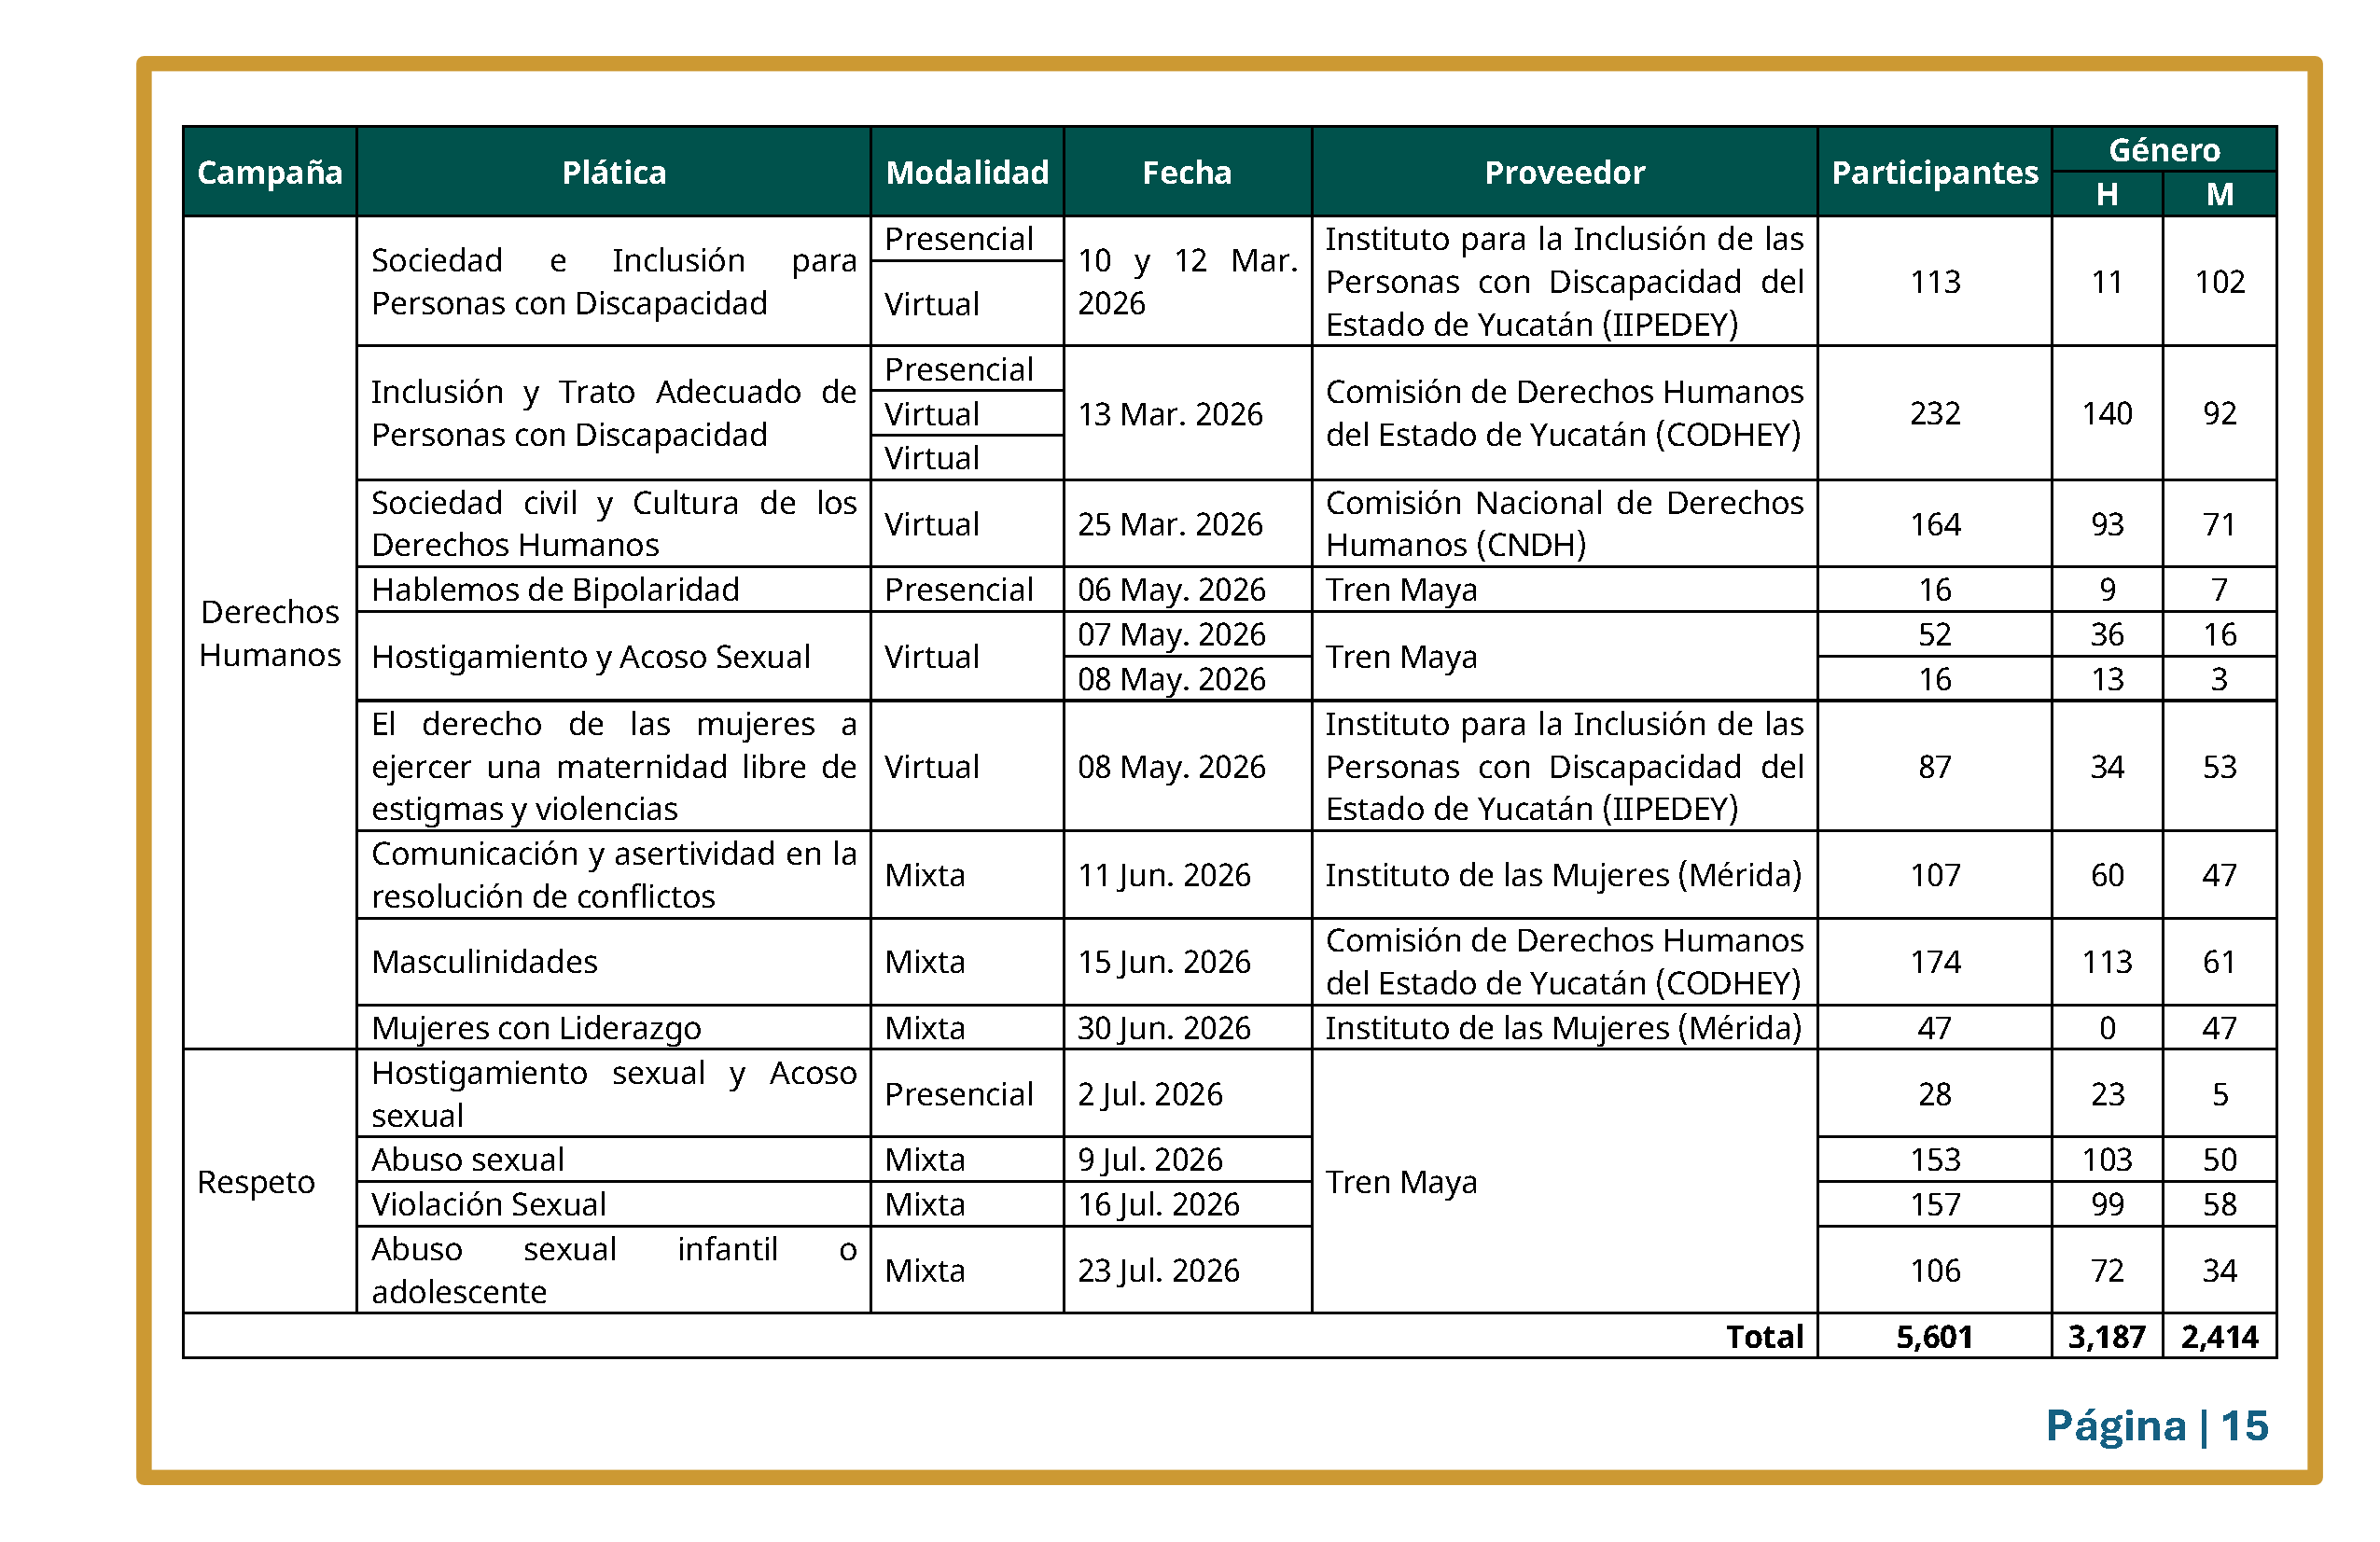 Campaña Plática Modalidad Fecha Proveedor Participantes Género
H M
Derechos
Humanos
Sociedad e Inclusión para
Personas con Discapacidad
Presencial
Virtual
10 y 12 Mar.
2026
Instituto para la Inclusión de las
Personas con Discapacidad del
Estado de Yucatán (IIPEDEY)
113 11 102
Inclusión y Trato Adecuado de
Personas con Discapacidad
Presencial
Virtual
Virtual
13 Mar. 2026
Comisión de Derechos Humanos
del Estado de Yucatán (CODHEY)
232 140 92
Sociedad civil y Cultura de los
Derechos Humanos
Virtual
25 Mar. 2026
Comisión Nacional de Derechos
Humanos (CNDH)
164 93 71
Hablemos de Bipolaridad Presencial 06 May. 2026 Tren Maya 16 9 7
Hostigamiento y Acoso Sexual Virtual
07 May. 2026
08 May. 2026
Tren Maya
52 36 16
16 13 3
El derecho de las mujeres a
ejercer una maternidad libre de
estigmas y violencias
Virtual
08 May. 2026
Instituto para la Inclusión de las
Personas con Discapacidad del
Estado de Yucatán (IIPEDEY)
87 34 53
Comunicación y asertividad en la
resolución de conflictos
Mixta
11 Jun. 2026
Instituto de las Mujeres (Mérida)
107 60 47
Masculinidades
Mixta
15 Jun. 2026
Comisión de Derechos Humanos
del Estado de Yucatán (CODHEY)
174 113 61
Mujeres con Liderazgo Mixta 30 Jun. 2026 Instituto de las Mujeres (Mérida) 47 0 47
Respeto
Hostigamiento sexual y Acoso
sexual
Presencial
2 Jul. 2026
Tren Maya
28 23 5
Abuso sexual Mixta 9 Jul. 2026 153 103 50
Violación Sexual Mixta 16 Jul. 2026 157 99 58
Abuso sexual infantil o
adolescente
Mixta
23 Jul. 2026
106 72 34
Total 5,601 3,187 2,414
Página | 15